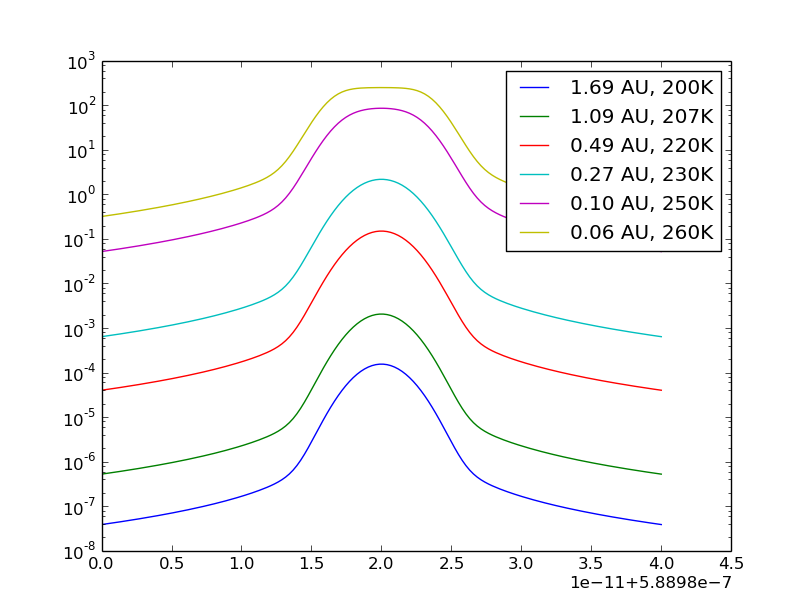 10^3
10^2
10^1
10^0
10^-1
10^-2
10^-3
10^-4
10^-5
10^-6
10^-7
10^-8
1.69 AU, 200K
1.09 AU, 207K
0.49 AU, 220K
0.27 AU, 230K
0.10 AU, 250K
0.06 AU, 260K
0.0 0.5 1.0 1.5 2.0 2.5 3.0 3.5 4.0 4.5
1e−11+5.8898e−7